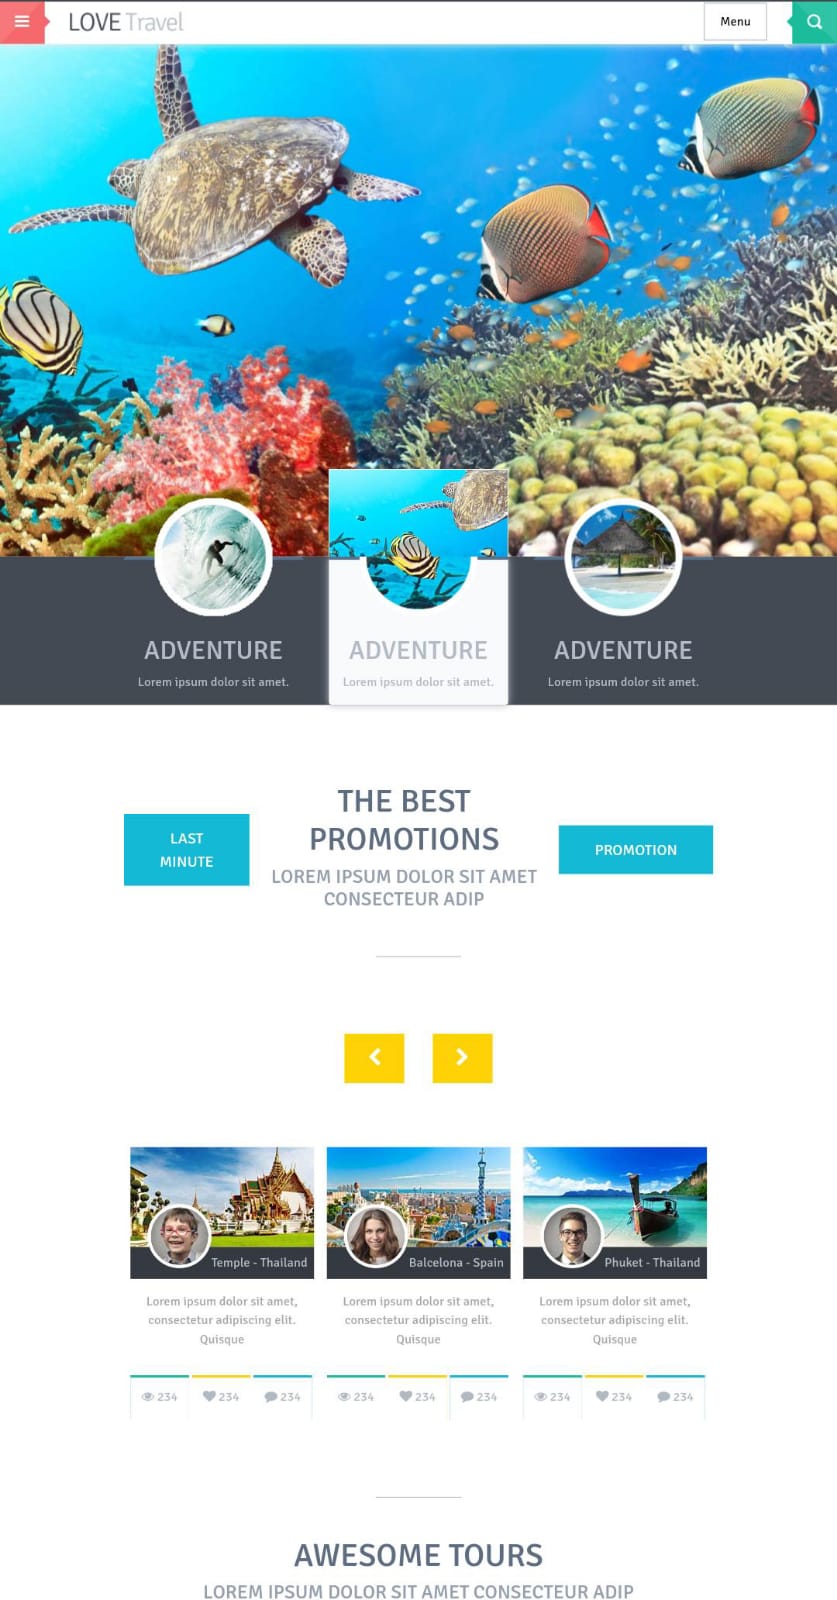 LOVE Travel
Menu
ADVENTURE
Lorem ipsum dolor sit amet.
ADVENTURE
Lorem ipsum dolor sit amet.
ADVENTURE
Lorem ipsum dolor sit amet.
LAST
MINUTE
THE BEST
PROMOTIONS
LOREM IPSUM DOLOR SIT AMET
CONSECTEUR ADIP
PROMOTION
Temple - Thailand
Lorem ipsum dolor sit amet,
consectetur adipiscing elit.
Quisque
234
234
234
Balcelona - Spain
Lorem ipsum dolor sit amet,
consectetur adipiscing elit.
Quisque
234
234
234
Phuket - Thailand
Lorem ipsum dolor sit amet,
consectetur adipiscing elit.
Quisque
234
234
234
AWESOME TOURS
LOREM IPSUM DOLOR SIT AMET CONSECTEUR ADIP